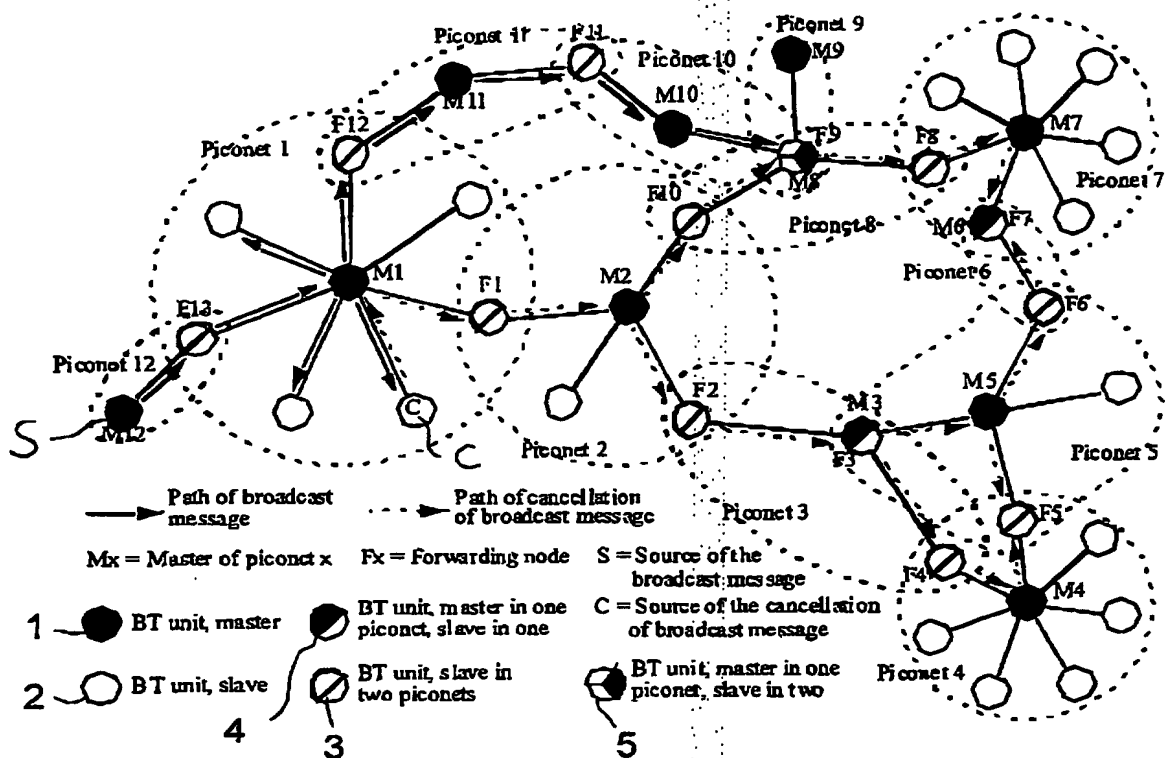 Piconet 11
F11
Piconet 9
M9
Piconet 10
M11
M10
F12
F9
F8
M7
Piconet 1
M8
Piconet 7
F10
Piconet 8
M6
F7
M1
F1
M2
Piconet 6
F13
F6
Piconet 12
M5
C
F2
M3
S
M12
C
Piconet 2
F3
Piconet 5
Path of broadcast
message
Path of cancellation
of broadcast message
Piconet 3
F5
Mx = Master of piconet x
Fx = Forwarding node
S = Source of the
broadcast message
F4
M4
1
BT unit, master
BT unit, master in one
piconet, slave in one
C = Source of the cancellation
of broadcast message
2
BT unit, slave
BT unit, slave in
two piconets
BT unit, master in one
piconet, slave in two
Piconet 4
4
3
5